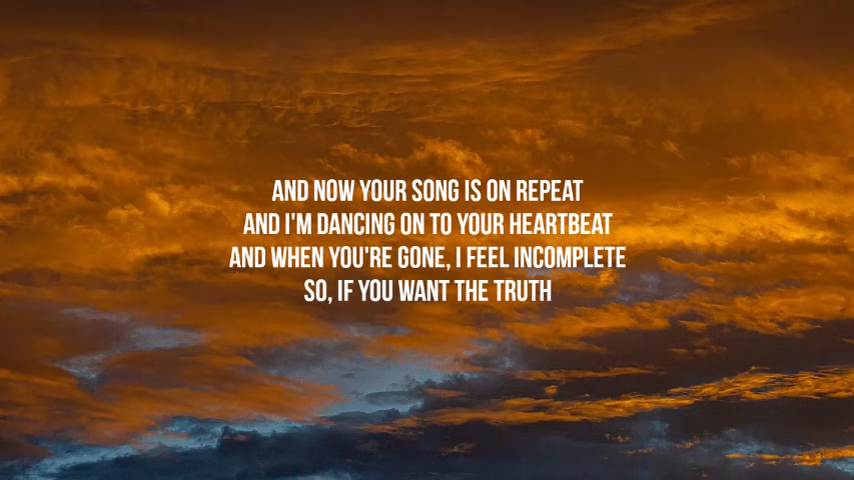 AND NOW YOUR SONG IS ON REPEAT
AND I'M DANCING ON TO YOUR HEARTBEAT
AND WHEN YOU'RE GONE, I FEEL INCOMPLETE
SO, IF YOU WANT THE TRUTH